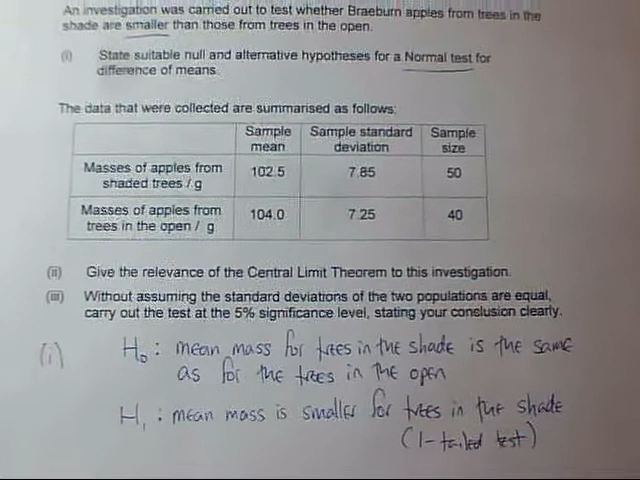 An investigation was carried out to test whether Braeburn apples from trees in the
shade are smaller than those from trees in the open.
(i) State suitable null and alternative hypotheses for a Normal test for
difference of means.
The data that were collected are summarised as follows:
Sample mean
Sample standard deviation
Sample size
Masses of apples from shaded trees / g
102.5 7.85 50
Masses of apples from trees in the open / g
104.0 7.25 40
(ii) Give the relevance of the Central Limit Theorem to this investigation.
(iii) Without assuming the standard deviations of the two populations are equal,
carry out the test at the 5% significance level, stating your conclusion clearly.
(i) H₀ : mean mass for trees in the shade is the same
as for the trees in the open
H₁ : mean mass is smaller for trees in the shade
(1-tailed test)